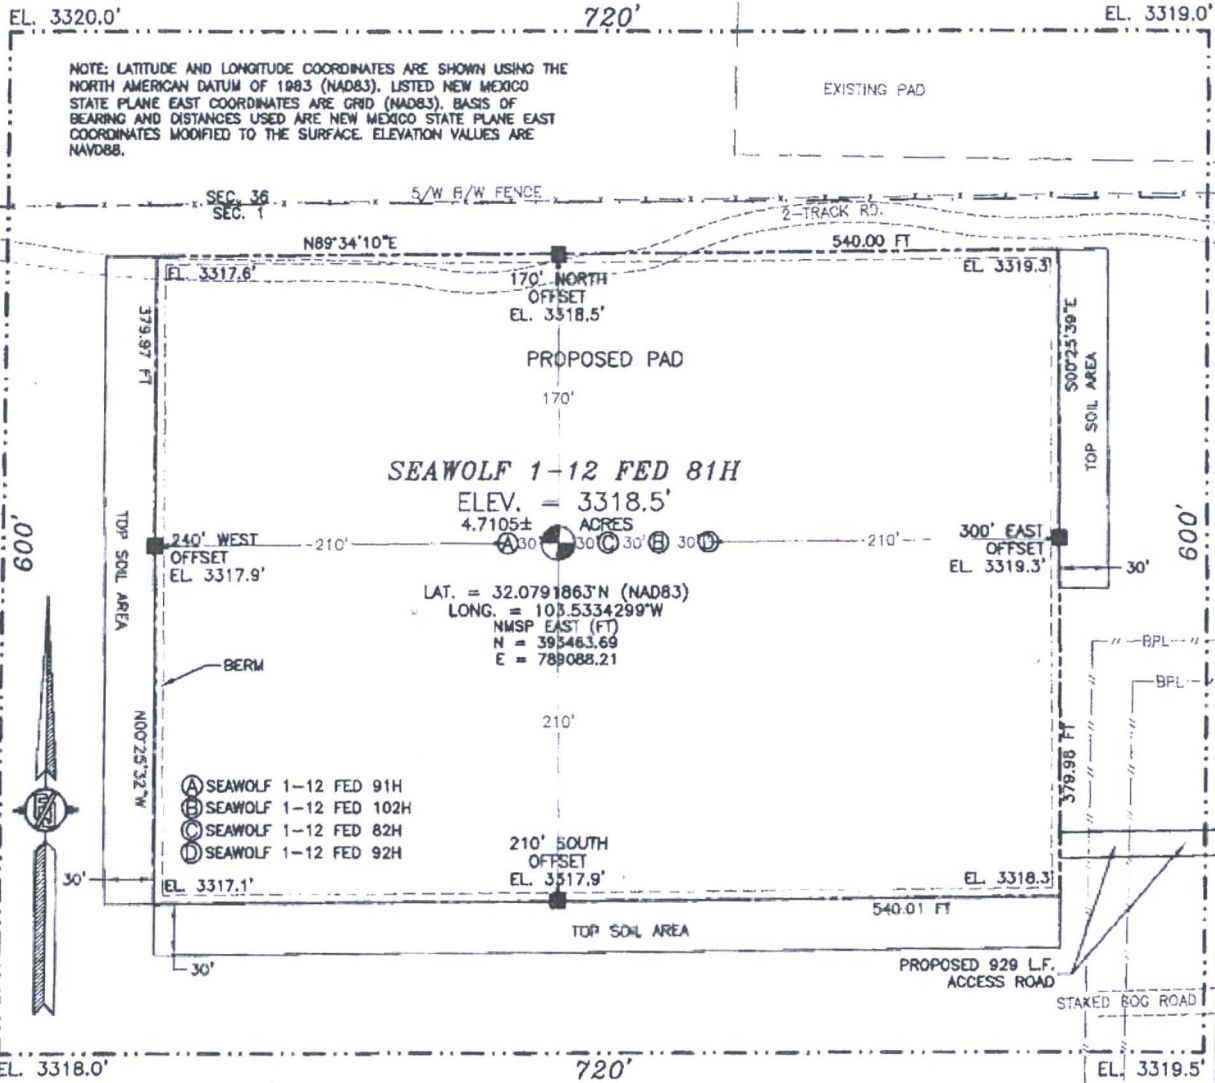 EL. 3320.0'
720'
EL. 3319.0'
NOTE: LATITUDE AND LONGITUDE COORDINATES ARE SHOWN USING THE
NORTH AMERICAN DATUM OF 1983 (NAD83). LISTED NEW MEXICO
STATE PLANE EAST COORDINATES ARE GRID (NAD83). BASIS OF
BEARING AND DISTANCES USED ARE NEW MEXICO STATE PLANE EAST
COORDINATES MODIFIED TO THE SURFACE. ELEVATION VALUES ARE
NAVD88.
EXISTING PAD
SEC. 36
SEC. 1
5/W B/W FENCE
2-TRACK RD.
N89°34'10"E
540.00 FT
EL. 3317.6'
EL. 3319.3'
170' NORTH
OFFSET
EL. 3318.5'
379.97 FT
S00°25'39"E
TOP SOIL AREA
PROPOSED PAD
170'
SEAWOLF 1-12 FED 81H
ELEV. = 3318.5'
4.7105± ACRES
600'
TOP SOIL AREA
240' WEST
OFFSET
EL. 3317.9'
210'
A
30'
30'
C
30'
B
30'
D
210'
300' EAST
OFFSET
EL. 3319.3'
30'
600'
LAT. = 32.0791863°N (NAD83)
LONG. = 103.5334299°W
NMSP EAST (FT)
N = 393463.69
E = 789088.21
BERM
BPL
BPL
210'
N00°25'32"W
379.98 FT
A SEAWOLF 1-12 FED 91H
B SEAWOLF 1-12 FED 102H
C SEAWOLF 1-12 FED 82H
D SEAWOLF 1-12 FED 92H
210' SOUTH
OFFSET
EL. 3317.9'
30'
EL. 3317.1'
EL. 3318.3'
540.01 FT
TOP SOIL AREA
30'
PROPOSED 929 L.F.
ACCESS ROAD
STAKED EOG ROAD
EL. 3318.0'
720'
EL. 3319.5'